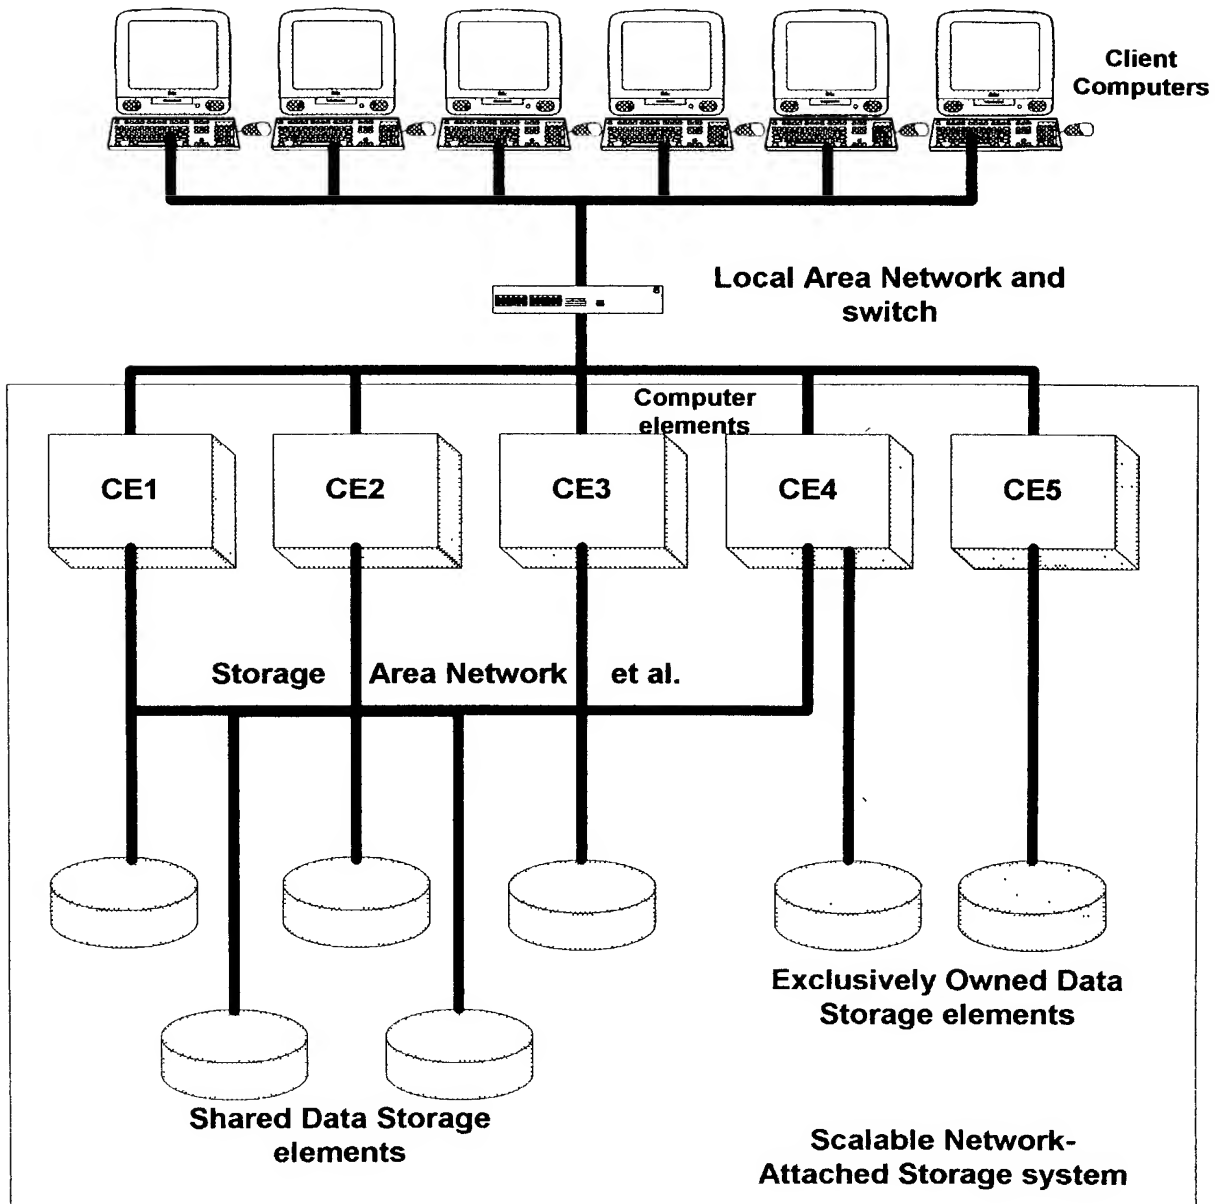 Client
Computers
Local Area Network and
switch
Computer
elements
CE1
CE2
CE3
CE4
CE5
Storage Area Network et al.
Exclusively Owned Data
Storage elements
Shared Data Storage
elements
Scalable Network-
Attached Storage system